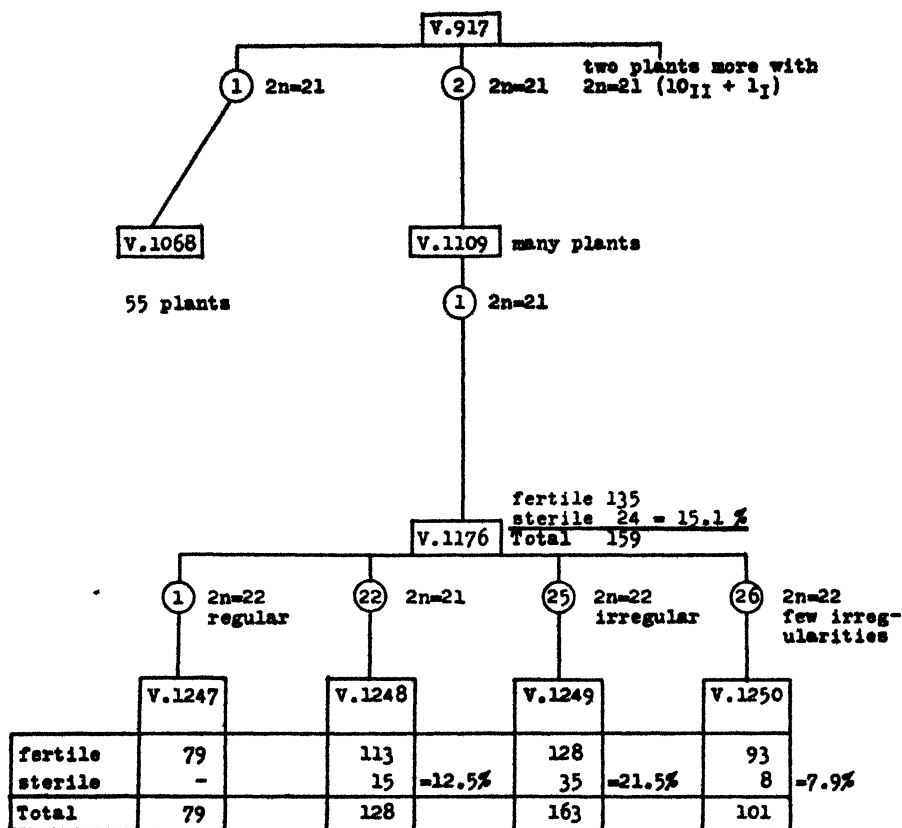 V.917
1 2n=21
2 2n=21
two plants more with
2n=21 (10II + 1I)
V.1068
V.1109 many plants
55 plants
1 2n=21
fertile 135
sterile 24 = 15.1 %
V.1176 Total 159
1 2n=22
regular
22 2n=21
25 2n=22
irregular
26 2n=22
few irreg-
ularities
V.1247 V.1248 V.1249 V.1250
fertile 79 113 128 93
sterile - 15 =12.5% 35 =21.5% 8 =7.9%
Total 79 128 163 101